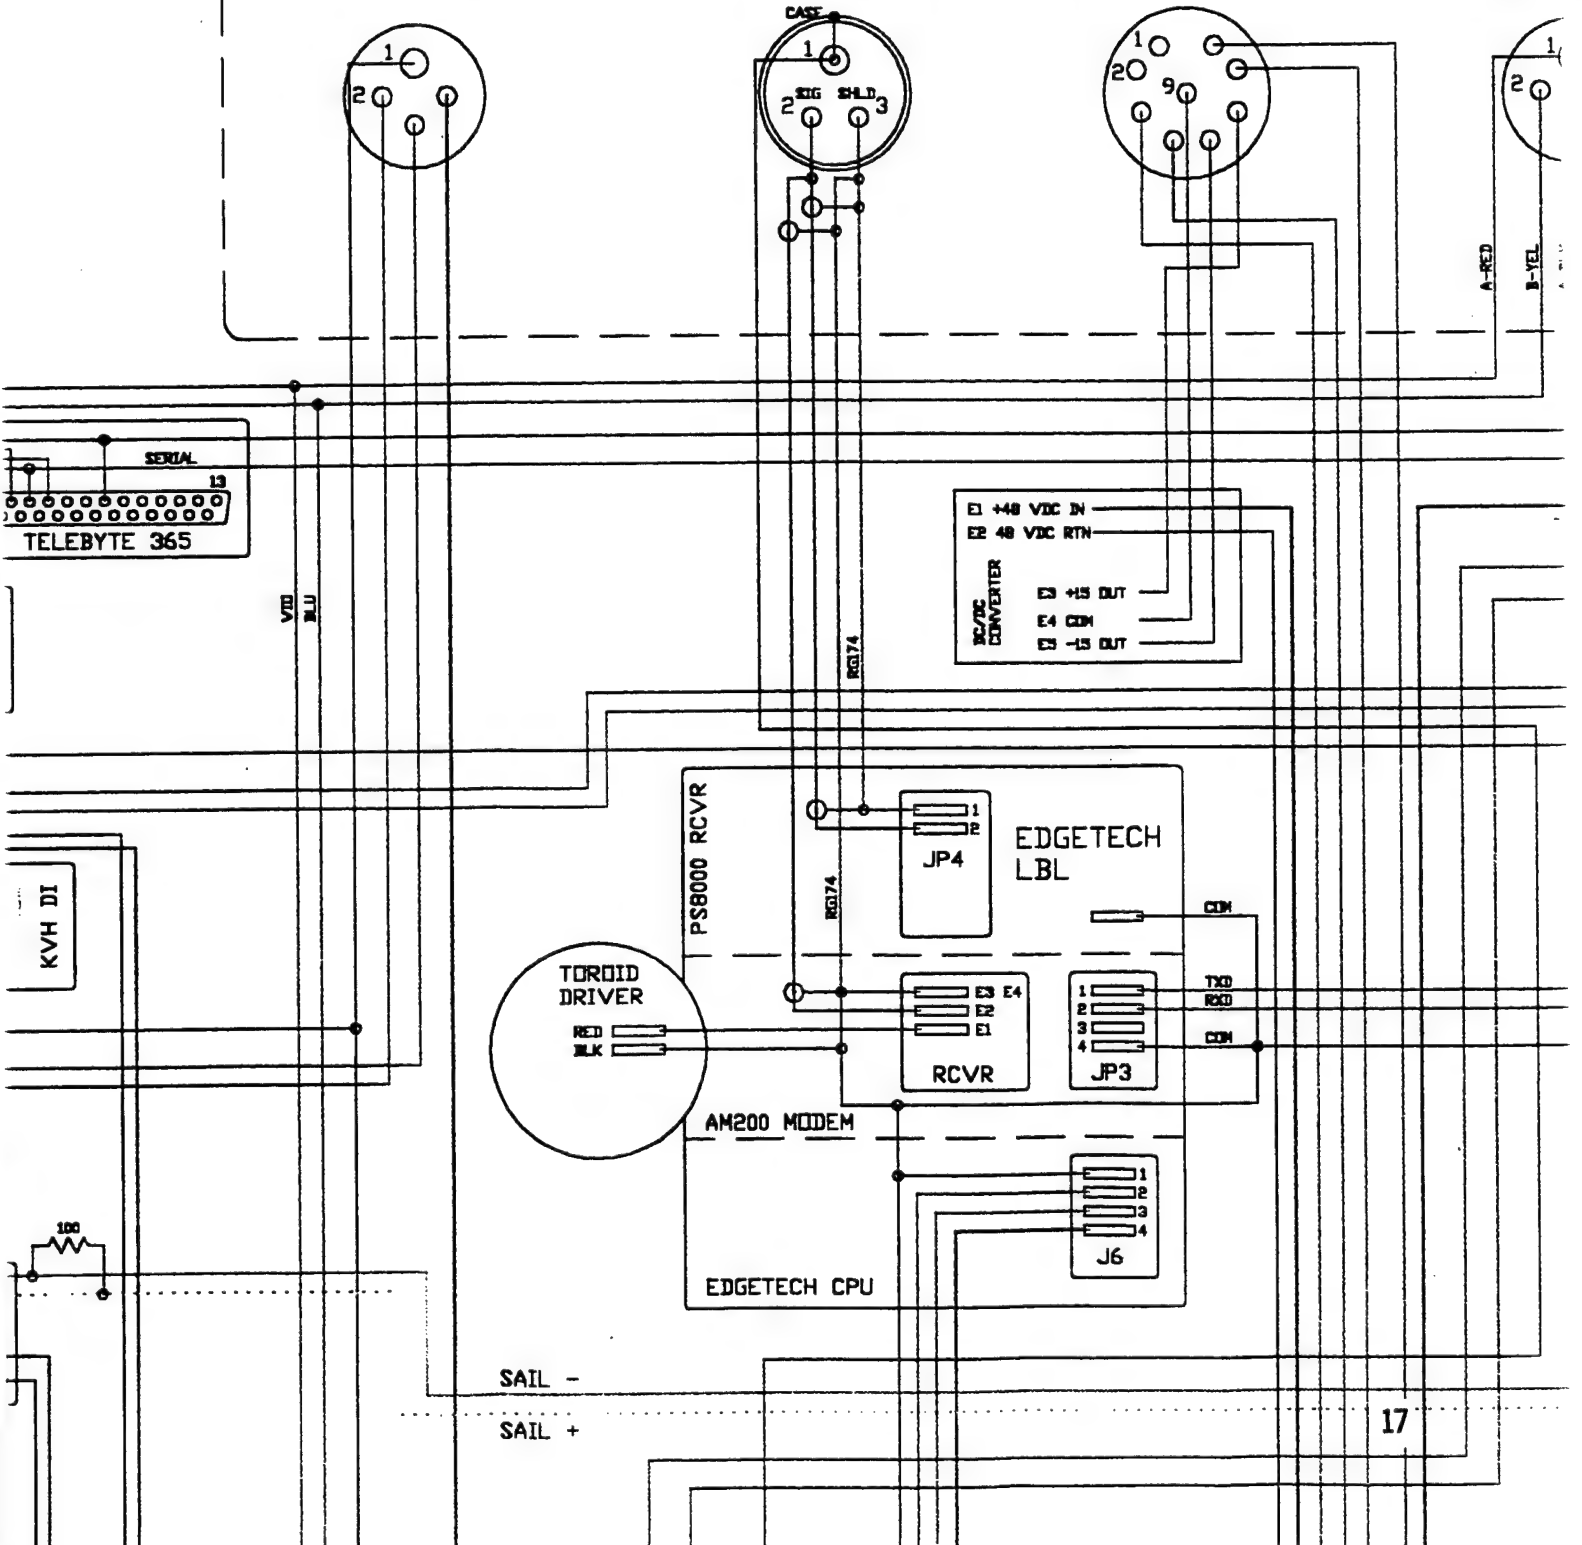 CASE
1
1
1
1
2
2
2
9
2
SIG SHLD
3
A-RED
B-YEL
SERIAL
13
TELEBYTE 365
E1 +48 VDC IN
E2 48 VDC RTN
DC/DC
CONVERTER
E3 +15 OUT
E4 COM
E5 -15 OUT
VIO
BLU
RG174
PS8000 RCVR
1
2
JP4
EDGETECH
LBL
RG174
KVH DI
COM
TOROID
DRIVER
RED
BLK
E3 E4
E2
E1
RCVR
1
2
3
4
JP3
TXD
RXD
COM
AM200 MODEM
1
2
3
4
J6
100
EDGETECH CPU
SAIL -
SAIL +
17